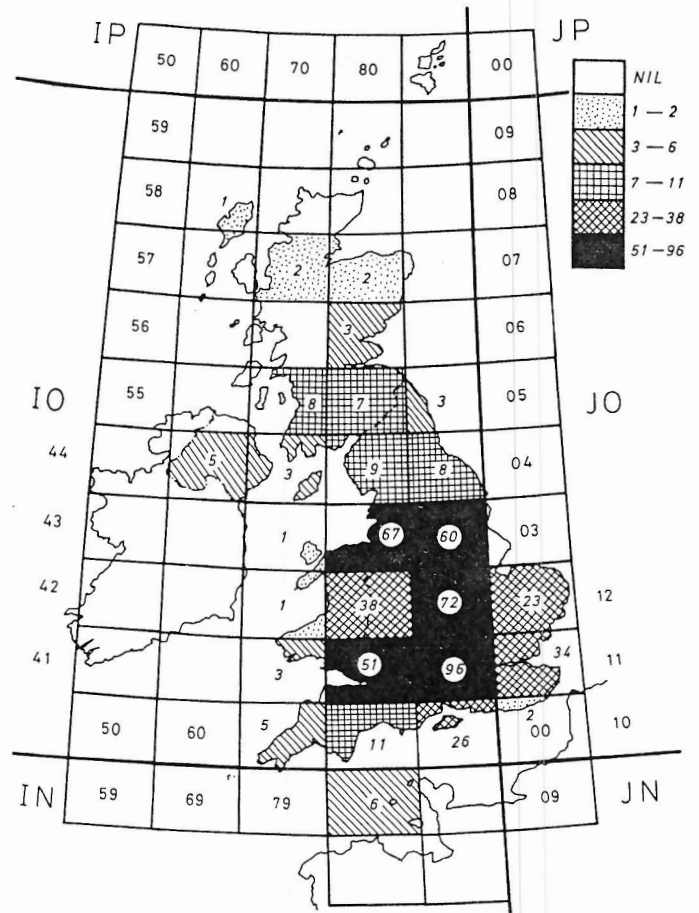 IP
JP
50 60 70 80 00
NIL
59 09
1 — 2
3 — 6
58 1 08
7 — 11
23 — 38
57 2 2 07
51 — 96
56 3 06
IO 55 8 7 3 05 JO
44 5 3 9 8 04
43 1 67 60 03
42 1 38 72 23 12
41 3 51 96 34 11
50 60 5 11 26 2 00 10
IN 59 69 79 6 09 JN